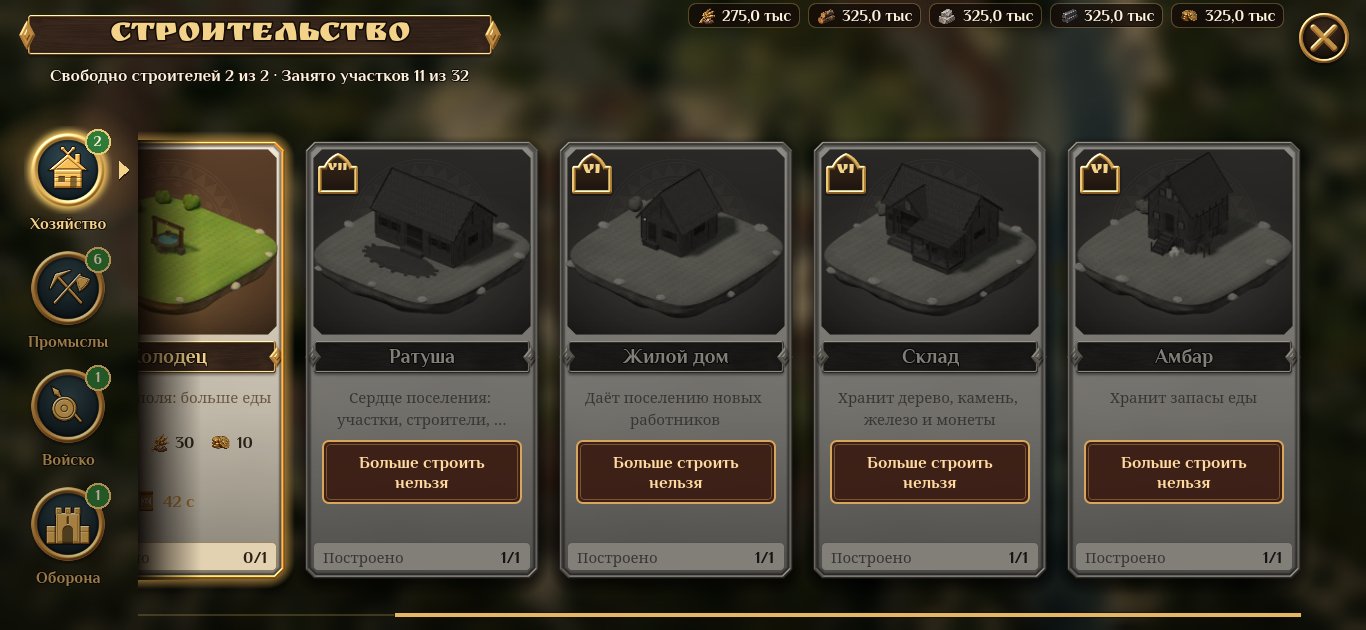 СТРОИТЕЛЬСТВО
275,0 тыс
325,0 тыс
325,0 тыс
325,0 тыс
325,0 тыс
Свободно строителей 2 из 2 · Занято участков 11 из 32
2
Хозяйство
6
Промыслы
1
Войско
1
Оборона
олодец
поля: больше еды
30
10
42 с
0/1
VII
Ратуша
Сердце поселения:
участки, строители, ...
Больше строить
нельзя
Построено 1/1
VI
Жилой дом
Даёт поселению новых
работников
Больше строить
нельзя
Построено 1/1
VI
Склад
Хранит дерево, камень,
железо и монеты
Больше строить
нельзя
Построено 1/1
VI
Амбар
Хранит запасы еды
Больше строить
нельзя
Построено 1/1